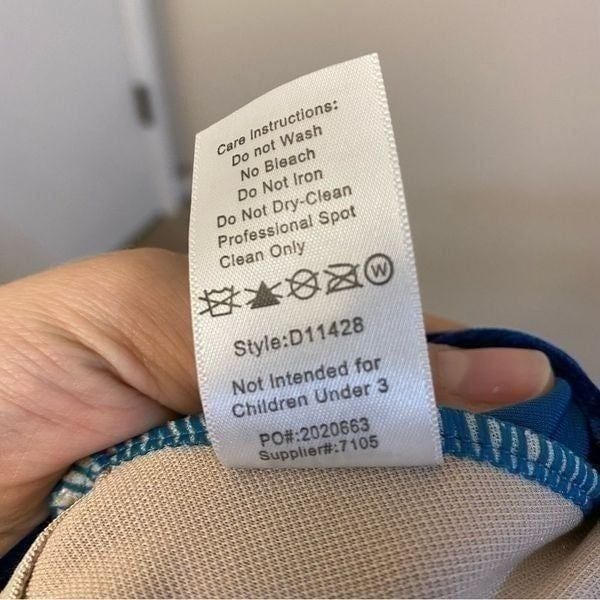 Care Instructions:
Do not Wash
No Bleach
Do Not Iron
Do Not Dry-Clean
Professional Spot
Clean Only
W
Style:D11428
Not Intended for
Children Under 3
PO#:2020663
Supplier#:7105